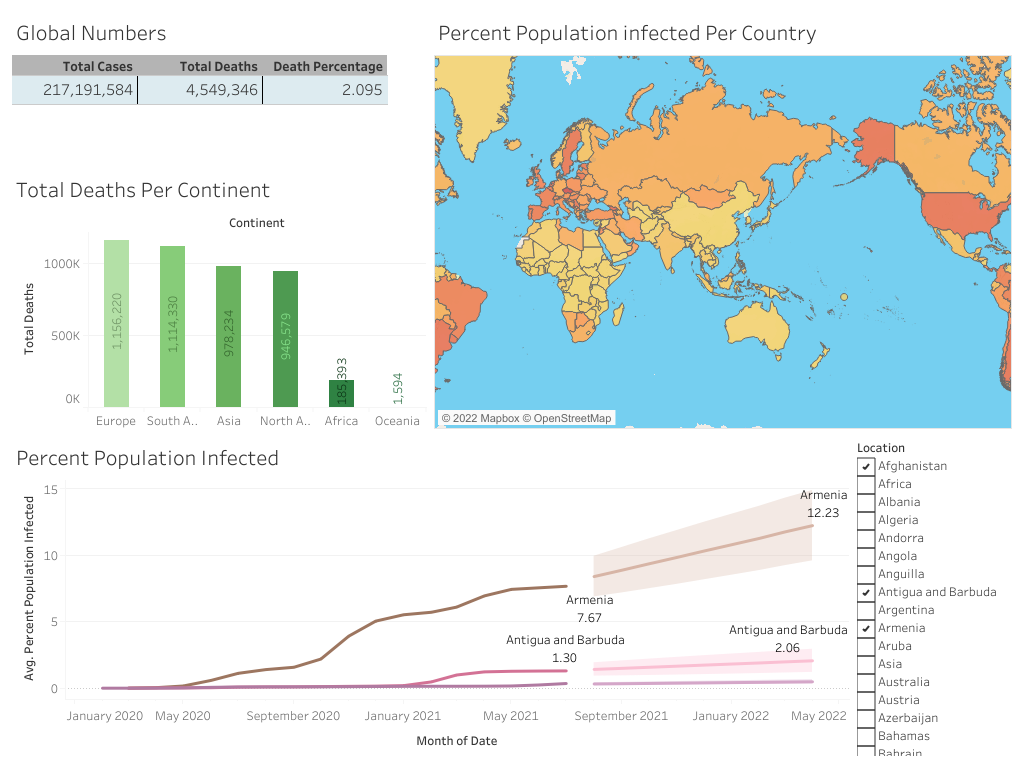 Global Numbers
Total Cases Total Deaths Death Percentage
217,191,584 4,549,346 2.095
Percent Population infected Per Country
© 2022 Mapbox © OpenStreetMap
Total Deaths Per Continent
Continent
Total Deaths
1000K
500K
0K
1,156,220
1,114,330
978,234
946,579
185,393
1,594
Europe South A.. Asia North A.. Africa Oceania
Percent Population Infected
Avg. Percent Population Infected
15
10
5
0
Armenia
12.23
Armenia
7.67
Antigua and Barbuda
1.30
Antigua and Barbuda
2.06
January 2020 May 2020 September 2020 January 2021 May 2021 September 2021 January 2022 May 2022
Month of Date
Location
Afghanistan
Africa
Albania
Algeria
Andorra
Angola
Anguilla
Antigua and Barbuda
Argentina
Armenia
Aruba
Asia
Australia
Austria
Azerbaijan
Bahamas
Bahrain